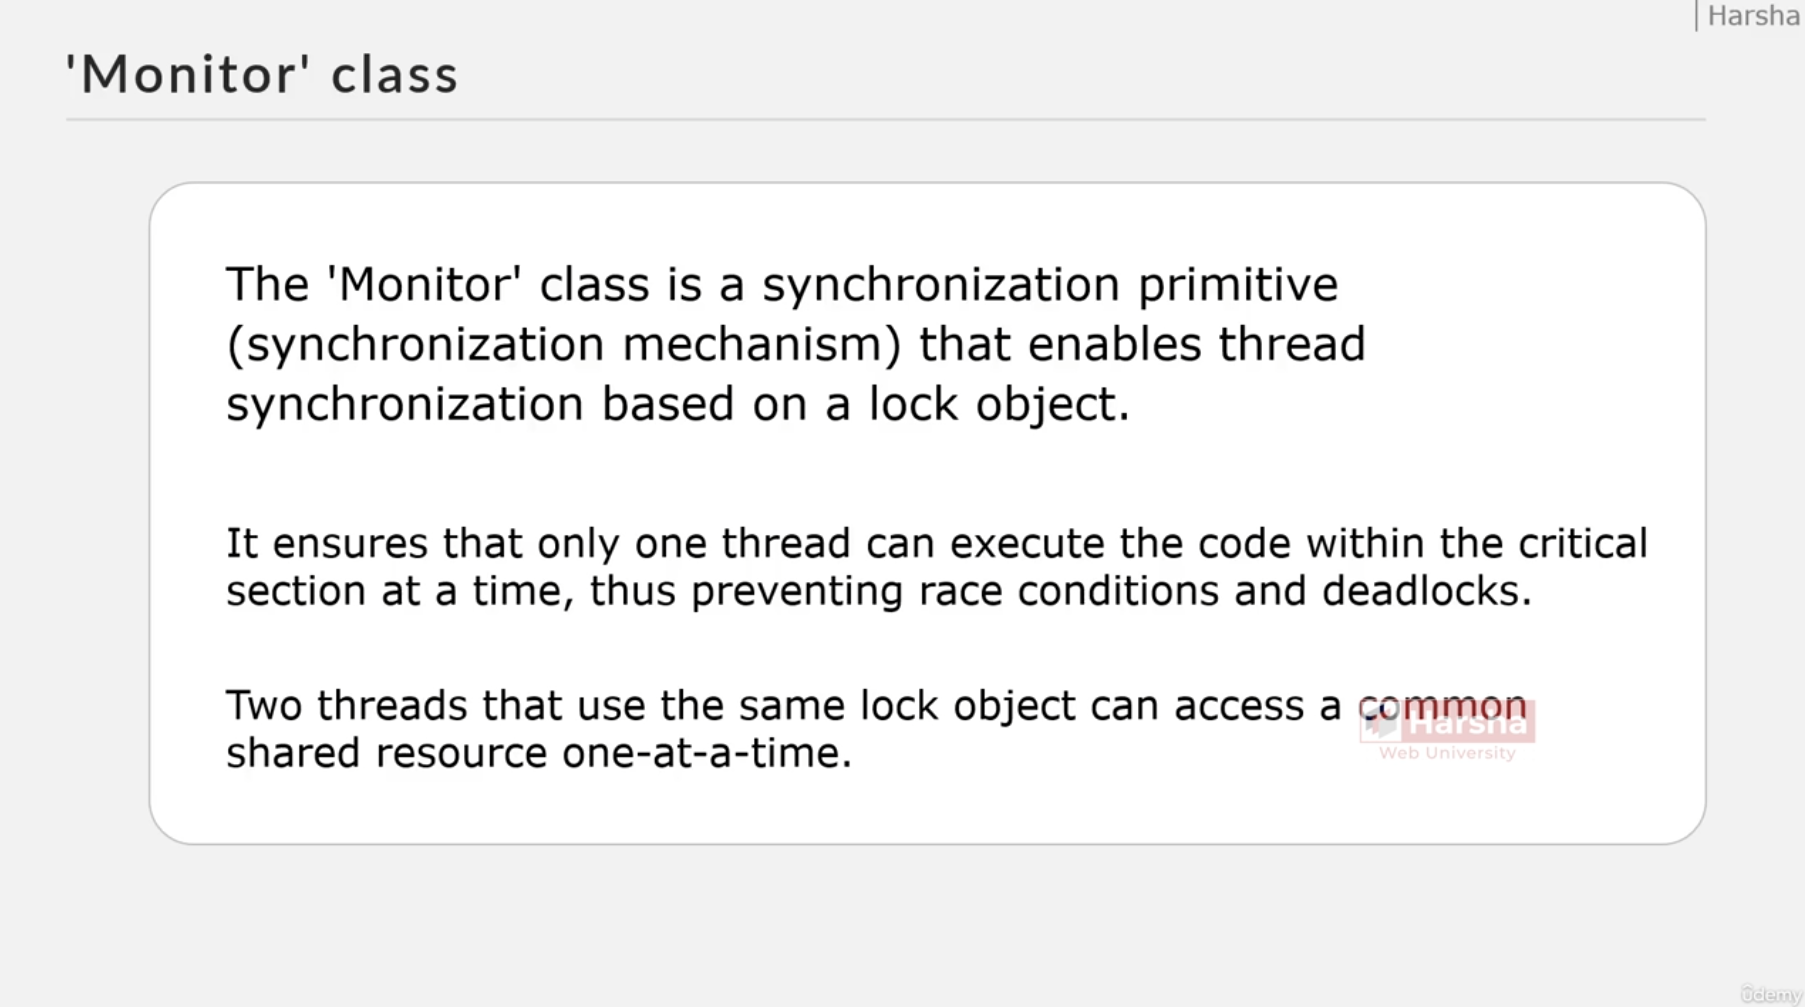 Harsha
'Monitor' class
The 'Monitor' class is a synchronization primitive
(synchronization mechanism) that enables thread
synchronization based on a lock object.
It ensures that only one thread can execute the code within the critical
section at a time, thus preventing race conditions and deadlocks.
Two threads that use the same lock object can access a common
shared resource one-at-a-time.
Harsha
Web University
ûdemy